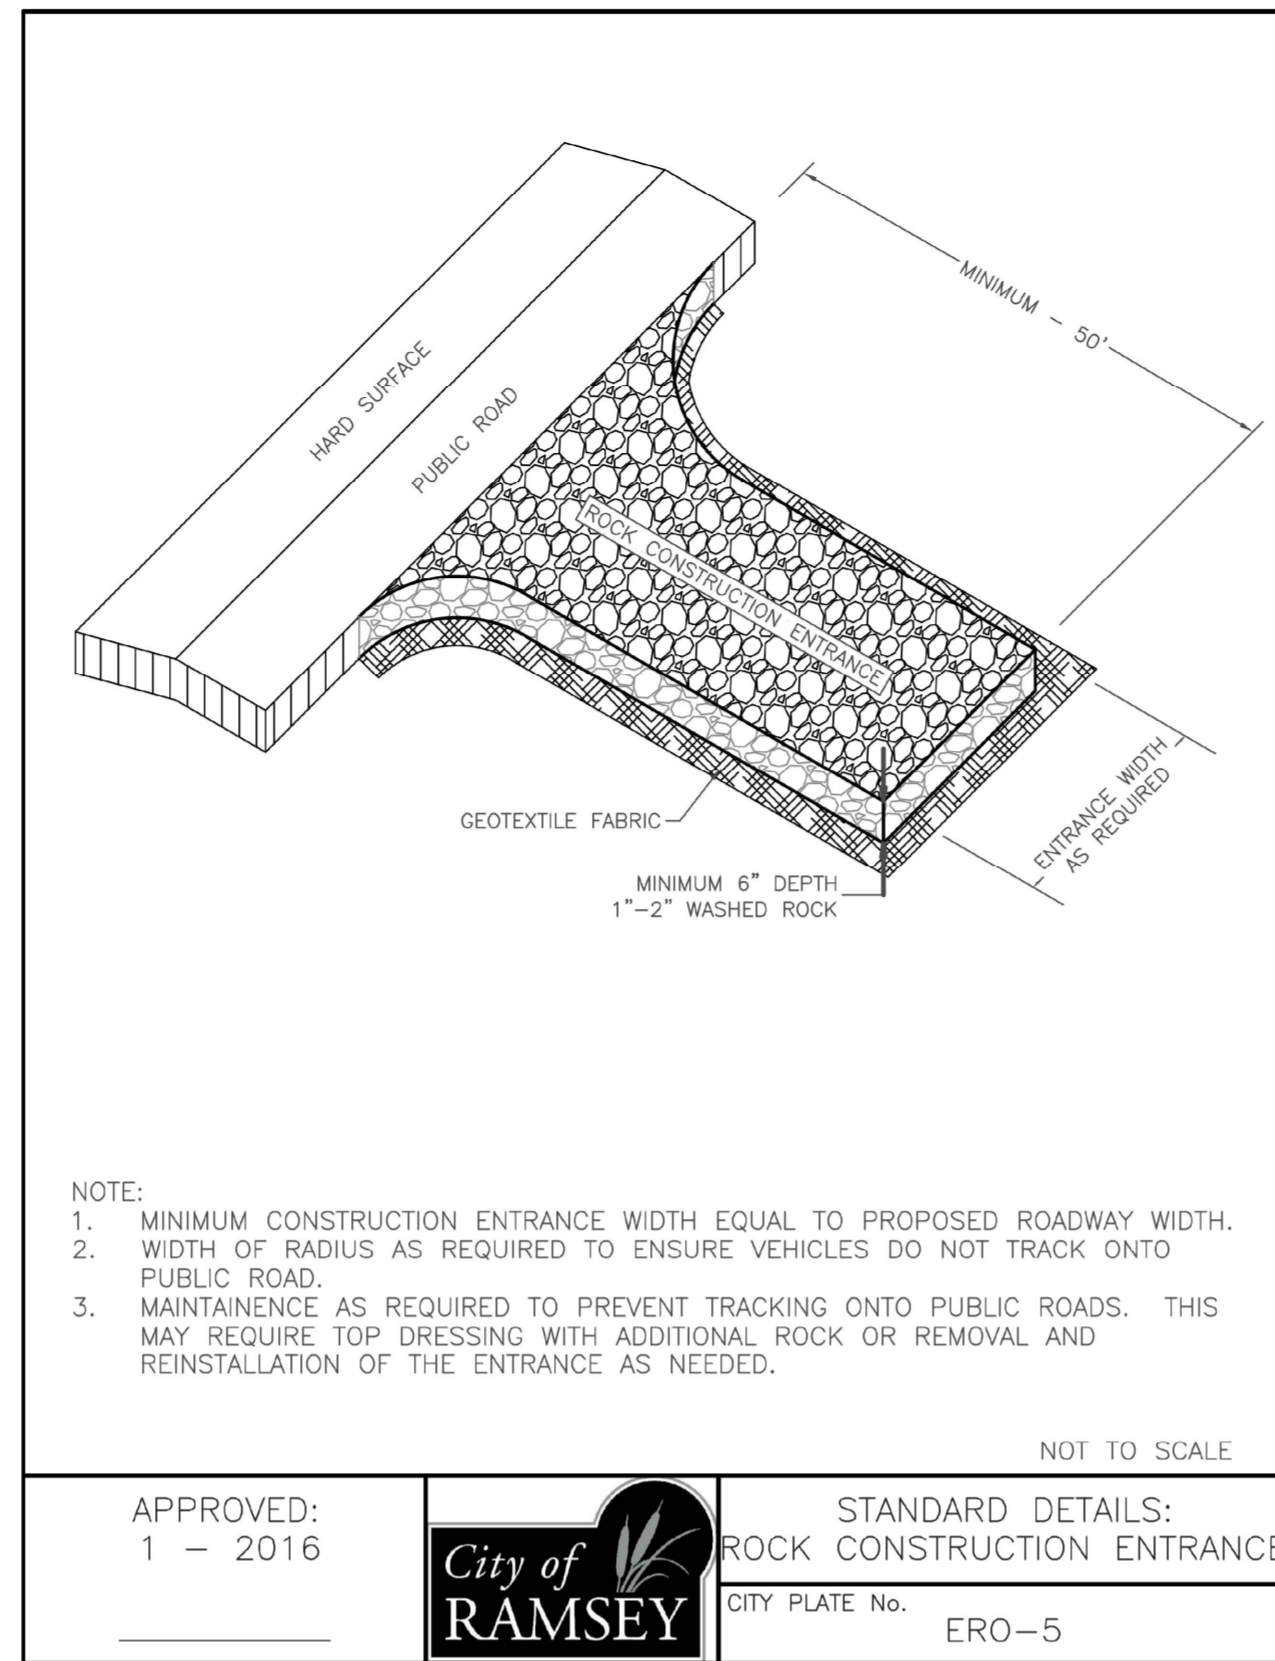 MINIMUM - 50'
HARD SURFACE
PUBLIC ROAD
ROCK CONSTRUCTION ENTRANCE
GEOTEXTILE FABRIC
MINIMUM 6" DEPTH
1"-2" WASHED ROCK
ENTRANCE WIDTH
AS REQUIRED
NOTE:
1. MINIMUM CONSTRUCTION ENTRANCE WIDTH EQUAL TO PROPOSED ROADWAY WIDTH.
2. WIDTH OF RADIUS AS REQUIRED TO ENSURE VEHICLES DO NOT TRACK ONTO
PUBLIC ROAD.
3. MAINTAINENCE AS REQUIRED TO PREVENT TRACKING ONTO PUBLIC ROADS. THIS
MAY REQUIRE TOP DRESSING WITH ADDITIONAL ROCK OR REMOVAL AND
REINSTALLATION OF THE ENTRANCE AS NEEDED.
NOT TO SCALE
APPROVED:
1 - 2016
City of
RAMSEY
STANDARD DETAILS:
ROCK CONSTRUCTION ENTRANCE
CITY PLATE No.
ERO-5